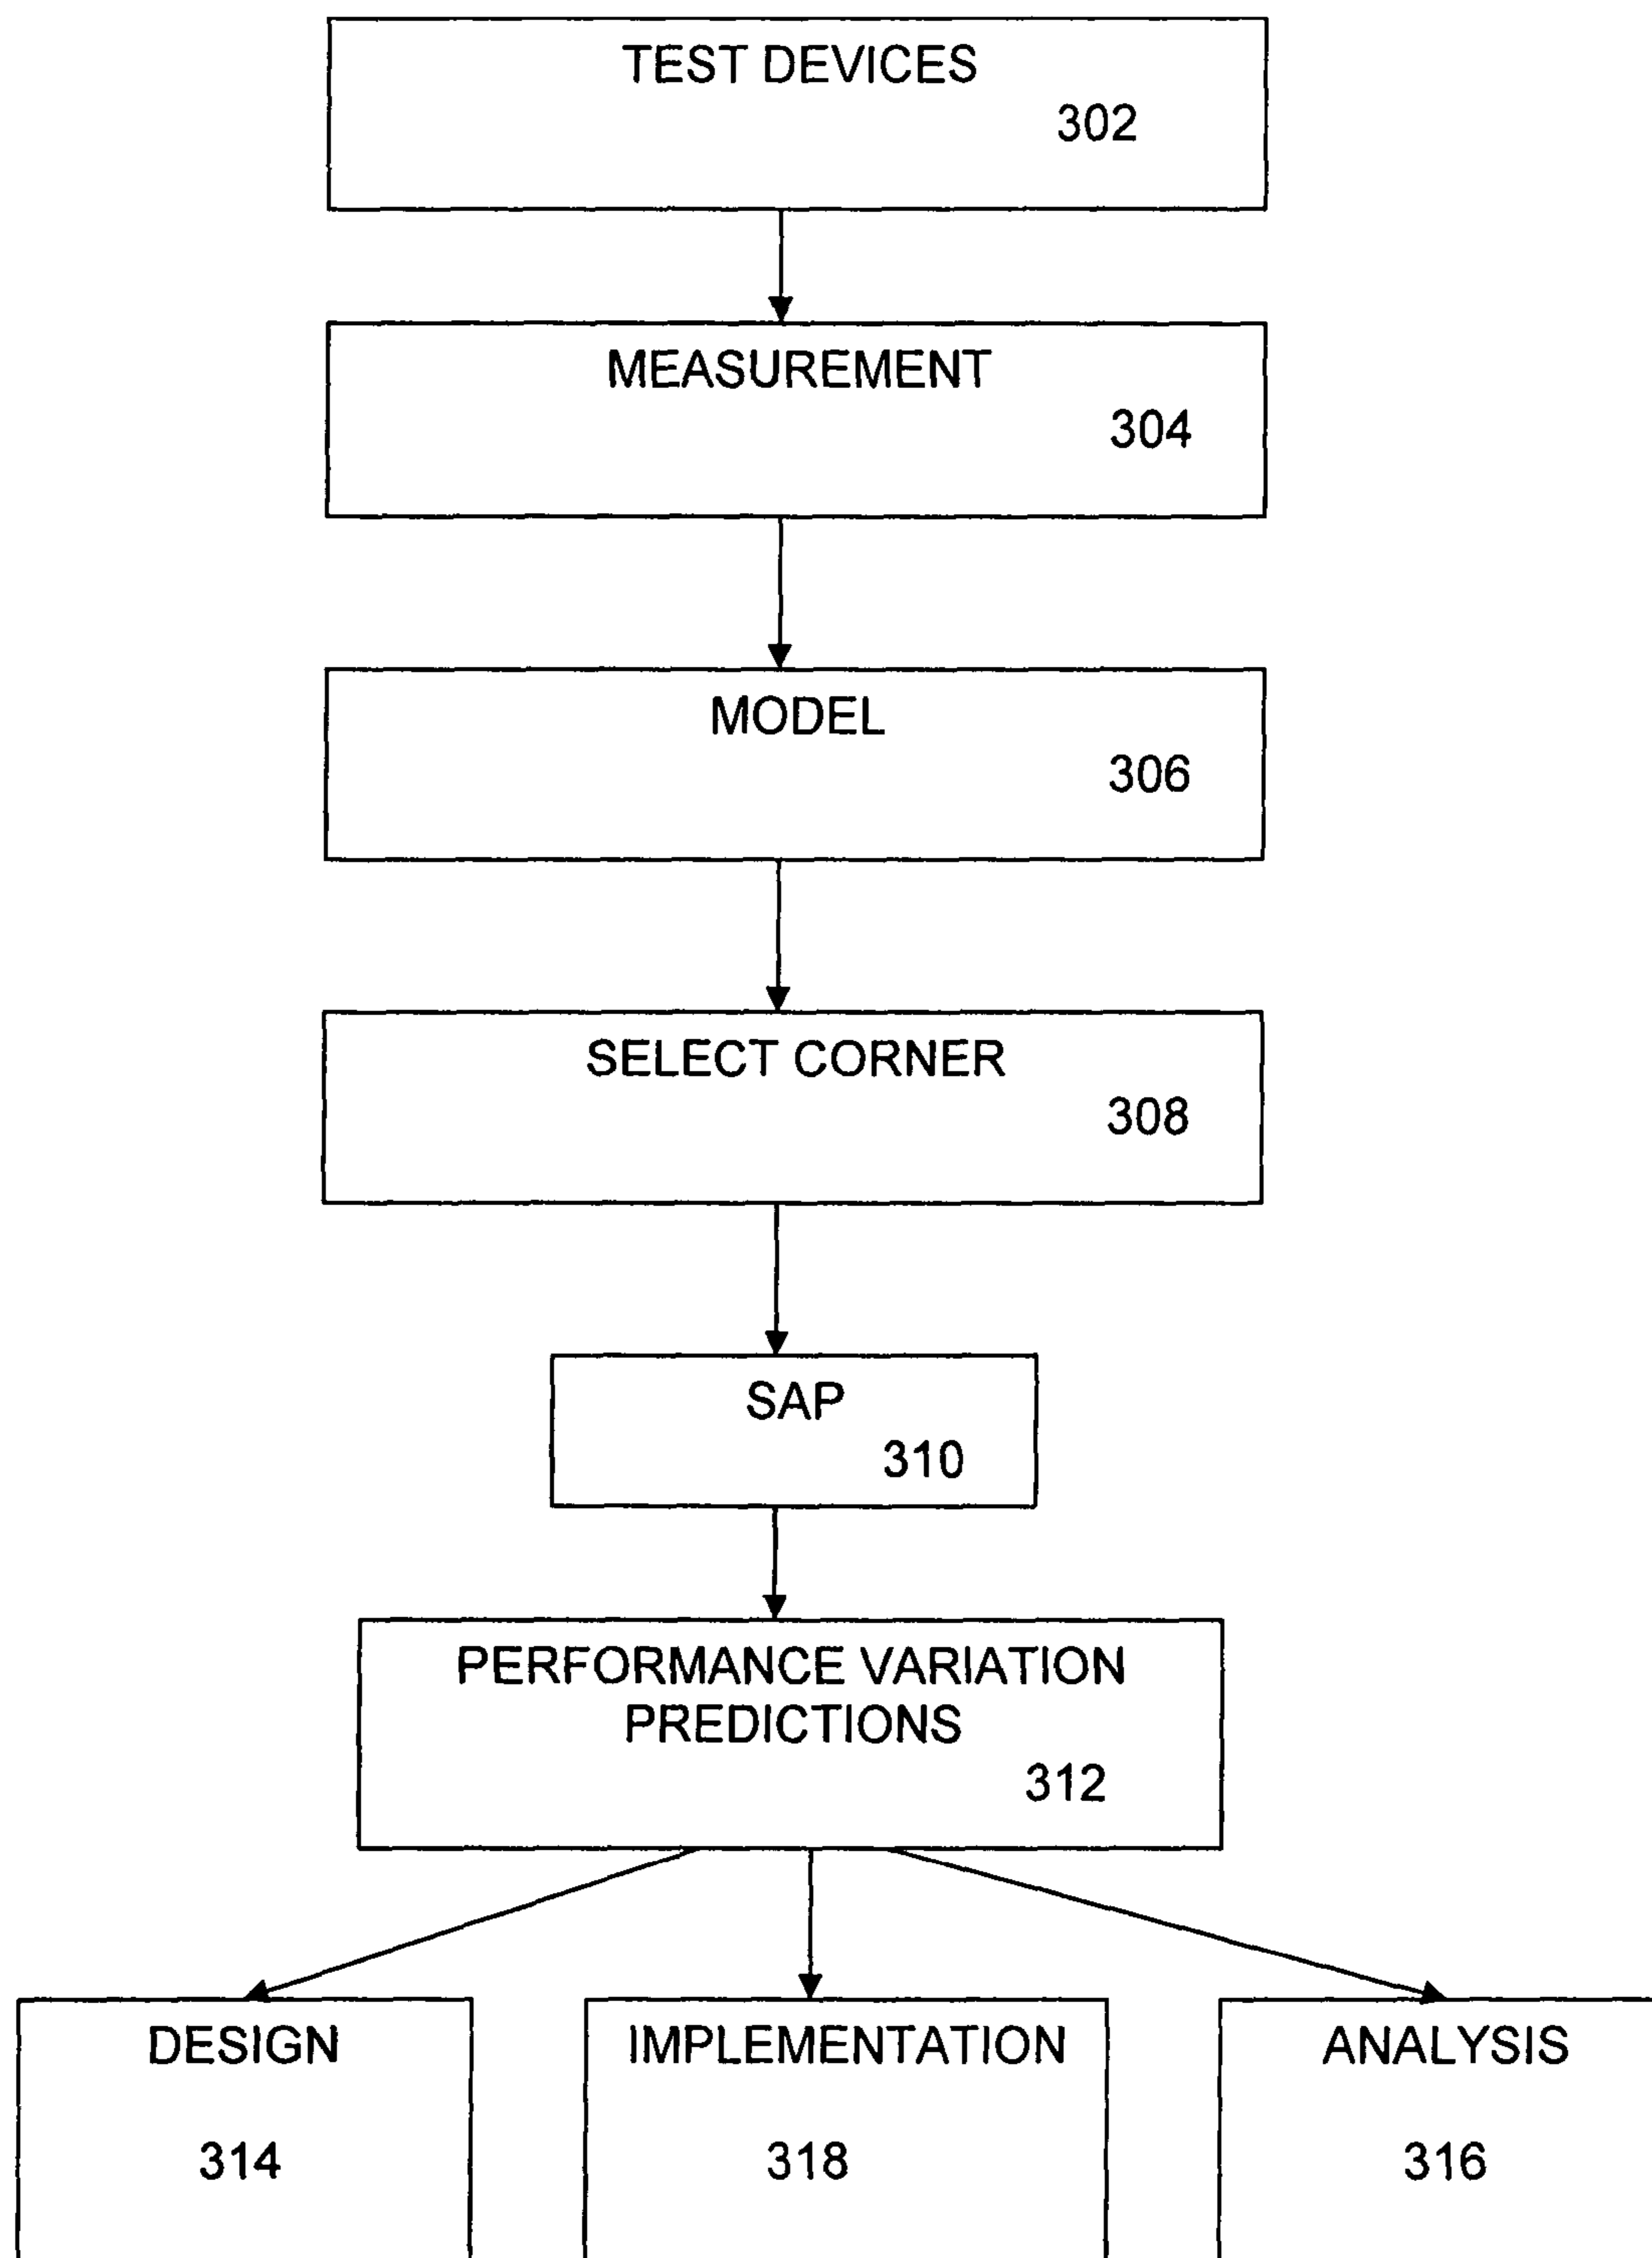 TEST DEVICES
302
MEASUREMENT
304
MODEL
306
SELECT CORNER
308
SAP
310
PERFORMANCE VARIATION
PREDICTIONS
312
DESIGN
314
IMPLEMENTATION
318
ANALYSIS
316